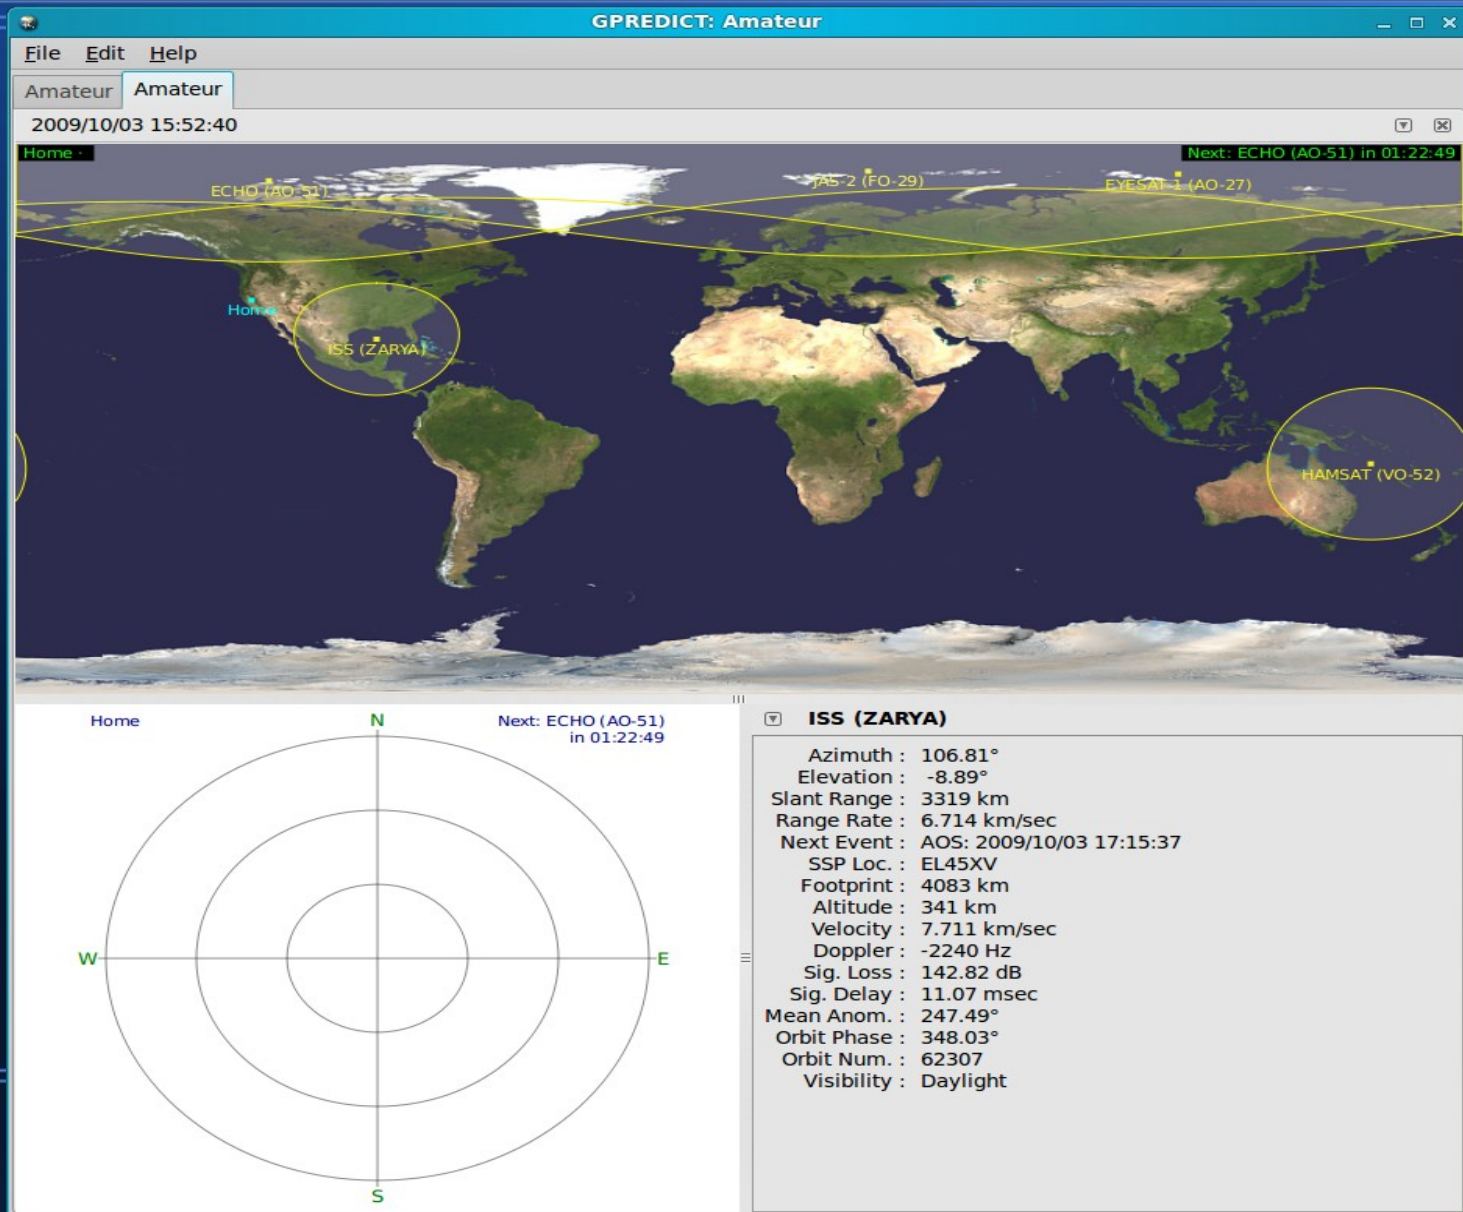 GPREDICT: Amateur
File Edit Help
Amateur Amateur
2009/10/03 15:52:40
Home
Next: ECHO (AO-51) in 01:22:49
ECHO (AO-51)
JAS-2 (FO-29)
EYESAT-1 (AO-27)
Home
ISS (ZARYA)
HAMSAT (VO-52)
Home
N
Next: ECHO (AO-51)
in 01:22:49
W
E
S
ISS (ZARYA)
Azimuth : 106.81°
Elevation : -8.89°
Slant Range : 3319 km
Range Rate : 6.714 km/sec
Next Event : AOS: 2009/10/03 17:15:37
SSP Loc. : EL45XV
Footprint : 4083 km
Altitude : 341 km
Velocity : 7.711 km/sec
Doppler : -2240 Hz
Sig. Loss : 142.82 dB
Sig. Delay : 11.07 msec
Mean Anom. : 247.49°
Orbit Phase : 348.03°
Orbit Num. : 62307
Visibility : Daylight